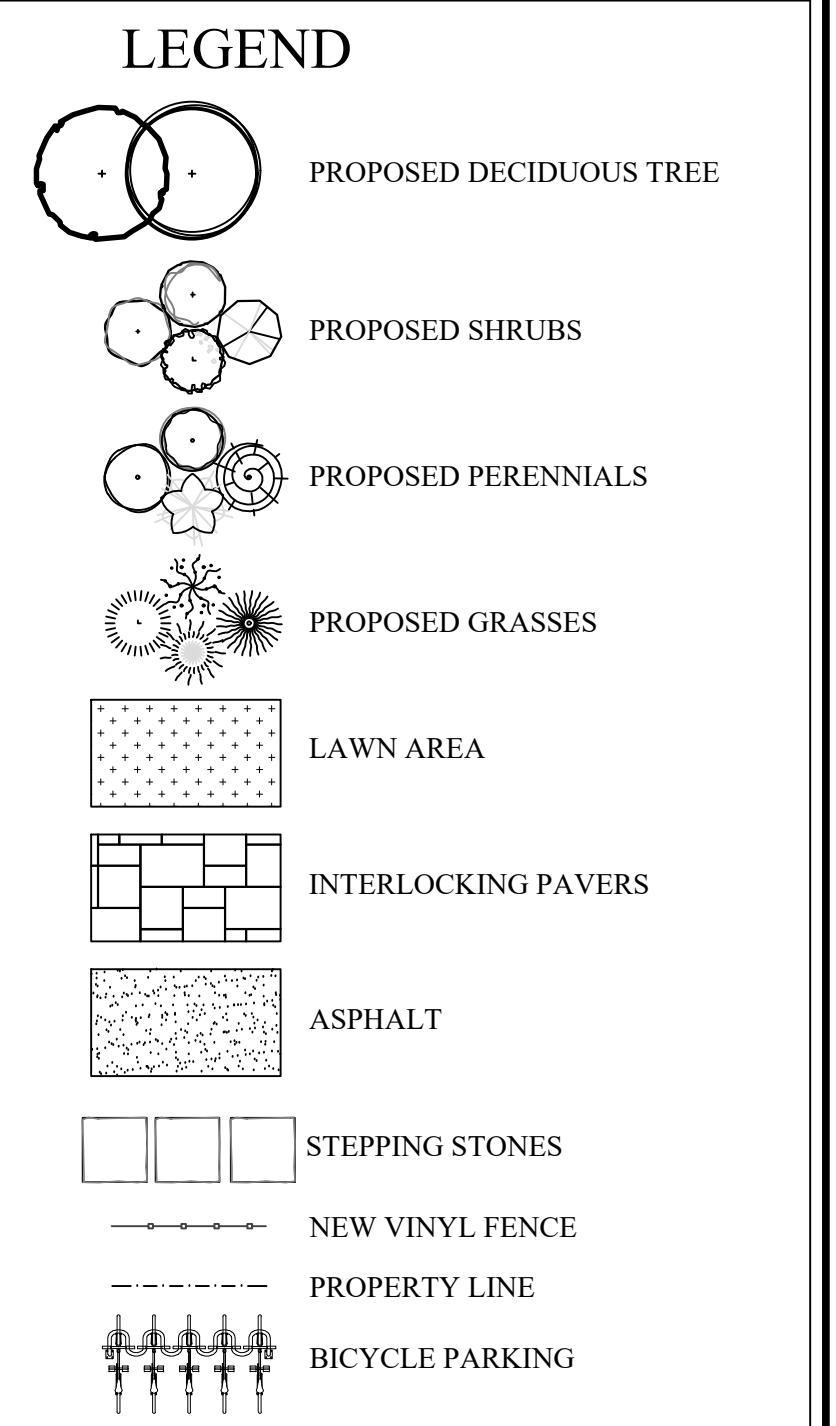 LEGEND
PROPOSED DECIDUOUS TREE
PROPOSED SHRUBS
PROPOSED PERENNIALS
PROPOSED GRASSES
LAWN AREA
INTERLOCKING PAVERS
ASPHALT
STEPPING STONES
NEW VINYL FENCE
PROPERTY LINE
BICYCLE PARKING